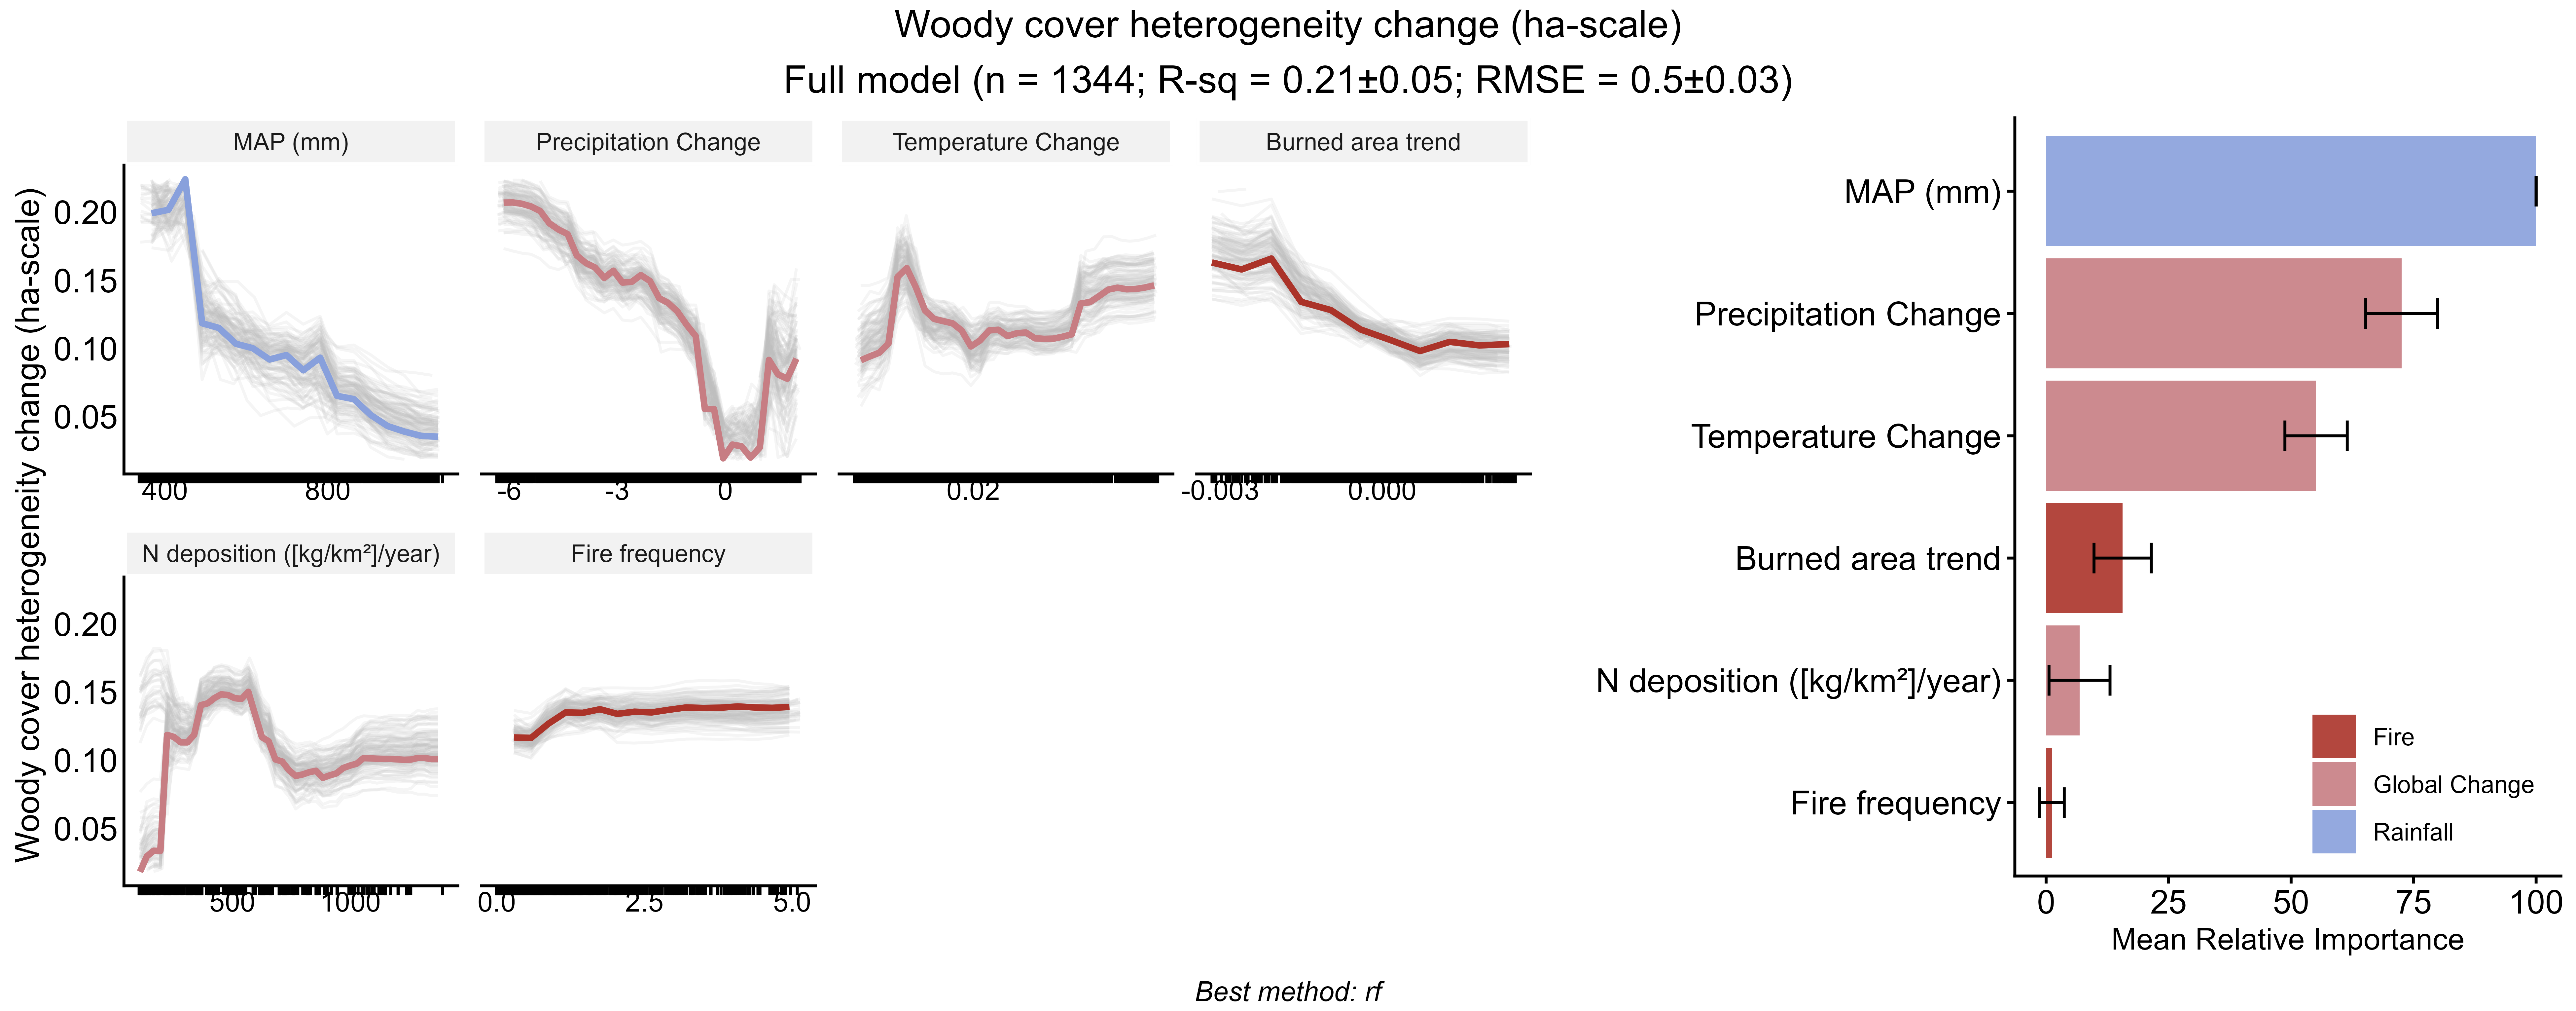 Woody cover heterogeneity change (ha-scale)
Full model (n = 1344; R-sq = 0.21±0.05; RMSE = 0.5±0.03)
Woody cover heterogeneity change (ha-scale)
MAP (mm)
Precipitation Change
Temperature Change
Burned area trend
0.20
0.15
0.10
0.05
400 800
-6 -3 0
0.02
-0.003 0.000
N deposition ([kg/km²]/year)
Fire frequency
0.20
0.15
0.10
0.05
500 1000
0.0 2.5 5.0
MAP (mm)
Precipitation Change
Temperature Change
Burned area trend
N deposition ([kg/km²]/year)
Fire frequency
Fire
Global Change
Rainfall
0 25 50 75 100
Mean Relative Importance
Best method: rf